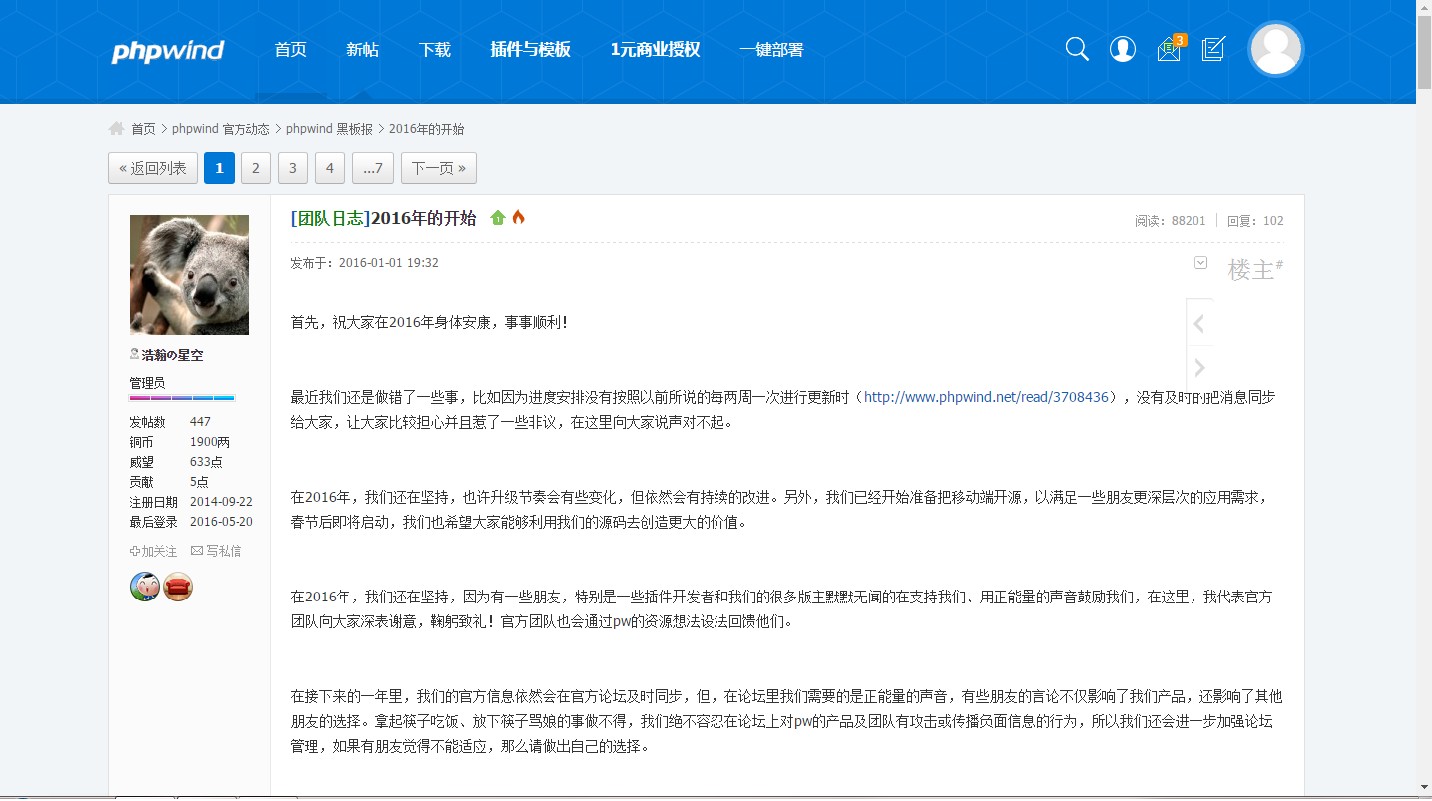 phpwind 首页 新帖 下载 插件与模板 1元商业授权 一键部署 3
首页 > phpwind 官方动态 > phpwind 黑板报 > 2016年的开始
« 返回列表 1 2 3 4 ...7 下一页 »
[团队日志]2016年的开始 阅读：88201 回复：102
发布于：2016-01-01 19:32 楼主#
首先，祝大家在2016年身体安康，事事顺利！
浩瀚の星空
管理员
发帖数 447
铜币 1900两
威望 633点
贡献 5点
注册日期 2014-09-22
最后登录 2016-05-20
加关注 写私信
最近我们还是做错了一些事，比如因为进度安排没有按照以前所说的每两周一次进行更新时（http://www.phpwind.net/read/3708436），没有及时的把消息同步
给大家，让大家比较担心并且惹了一些非议，在这里向大家说声对不起。
在2016年，我们还在坚持，也许升级节奏会有些变化，但依然会有持续的改进。另外，我们已经开始准备把移动端开源，以满足一些朋友更深层次的应用需求，
春节后即将启动，我们也希望大家能够利用我们的源码去创造更大的价值。
在2016年，我们还在坚持，因为有一些朋友，特别是一些插件开发者和我们的很多版主默默无闻的在支持我们、用正能量的声音鼓励我们，在这里，我代表官方
团队向大家深表谢意，鞠躬致礼！官方团队也会通过pw的资源想法设法回馈他们。
在接下来的一年里，我们的官方信息依然会在官方论坛及时同步，但，在论坛里我们需要的是正能量的声音，有些朋友的言论不仅影响了我们产品，还影响了其他
朋友的选择。拿起筷子吃饭、放下筷子骂娘的事做不得，我们绝不容忍在论坛上对pw的产品及团队有攻击或传播负面信息的行为，所以我们还会进一步加强论坛
管理，如果有朋友觉得不能适应，那么请做出自己的选择。